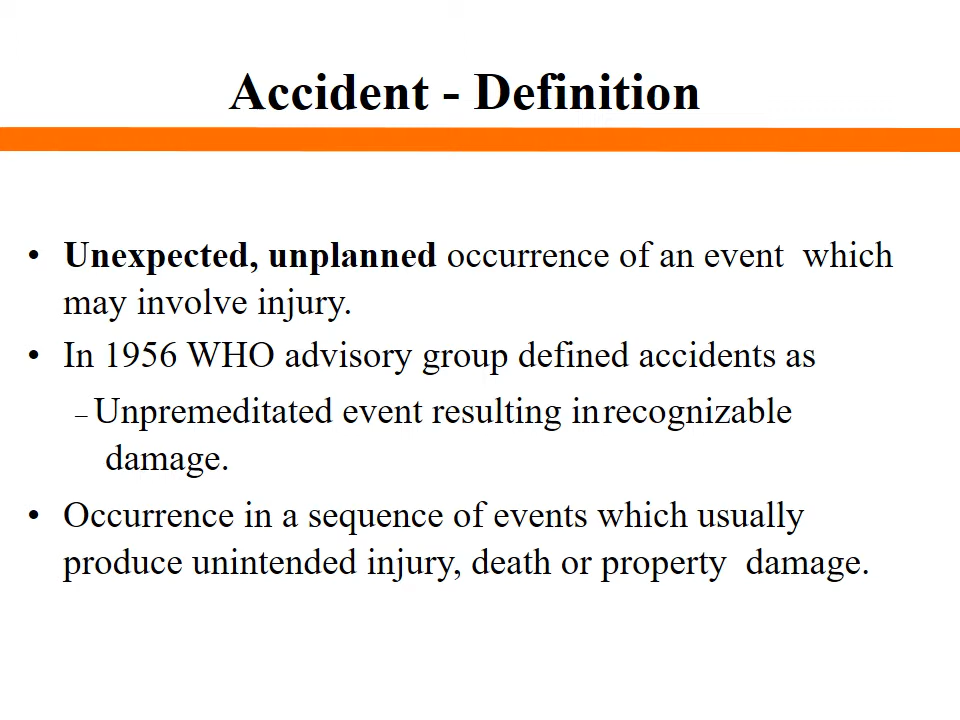 Accident - Definition
• Unexpected, unplanned occurrence of an event which
may involve injury.
• In 1956 WHO advisory group defined accidents as
– Unpremeditated event resulting in recognizable
damage.
• Occurrence in a sequence of events which usually
produce unintended injury, death or property damage.